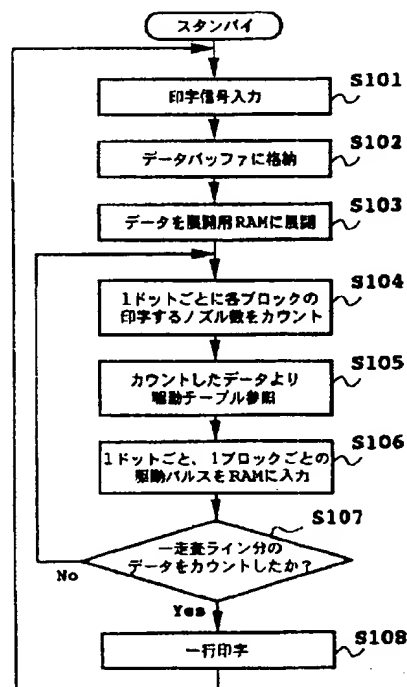 スタンバイ
S101
印字信号入力
S102
データバッファに格納
S103
データを展開用RAMに展開
S104
1ドットごとに各ブロックの
印字するノズル数をカウント
S105
カウントしたデータより
駆動テーブル参照
S106
1ドットごと、1ブロックごとの
駆動パルスをRAMに入力
S107
一走査ライン分の
データをカウントしたか?
No
Yes
S108
一行印字